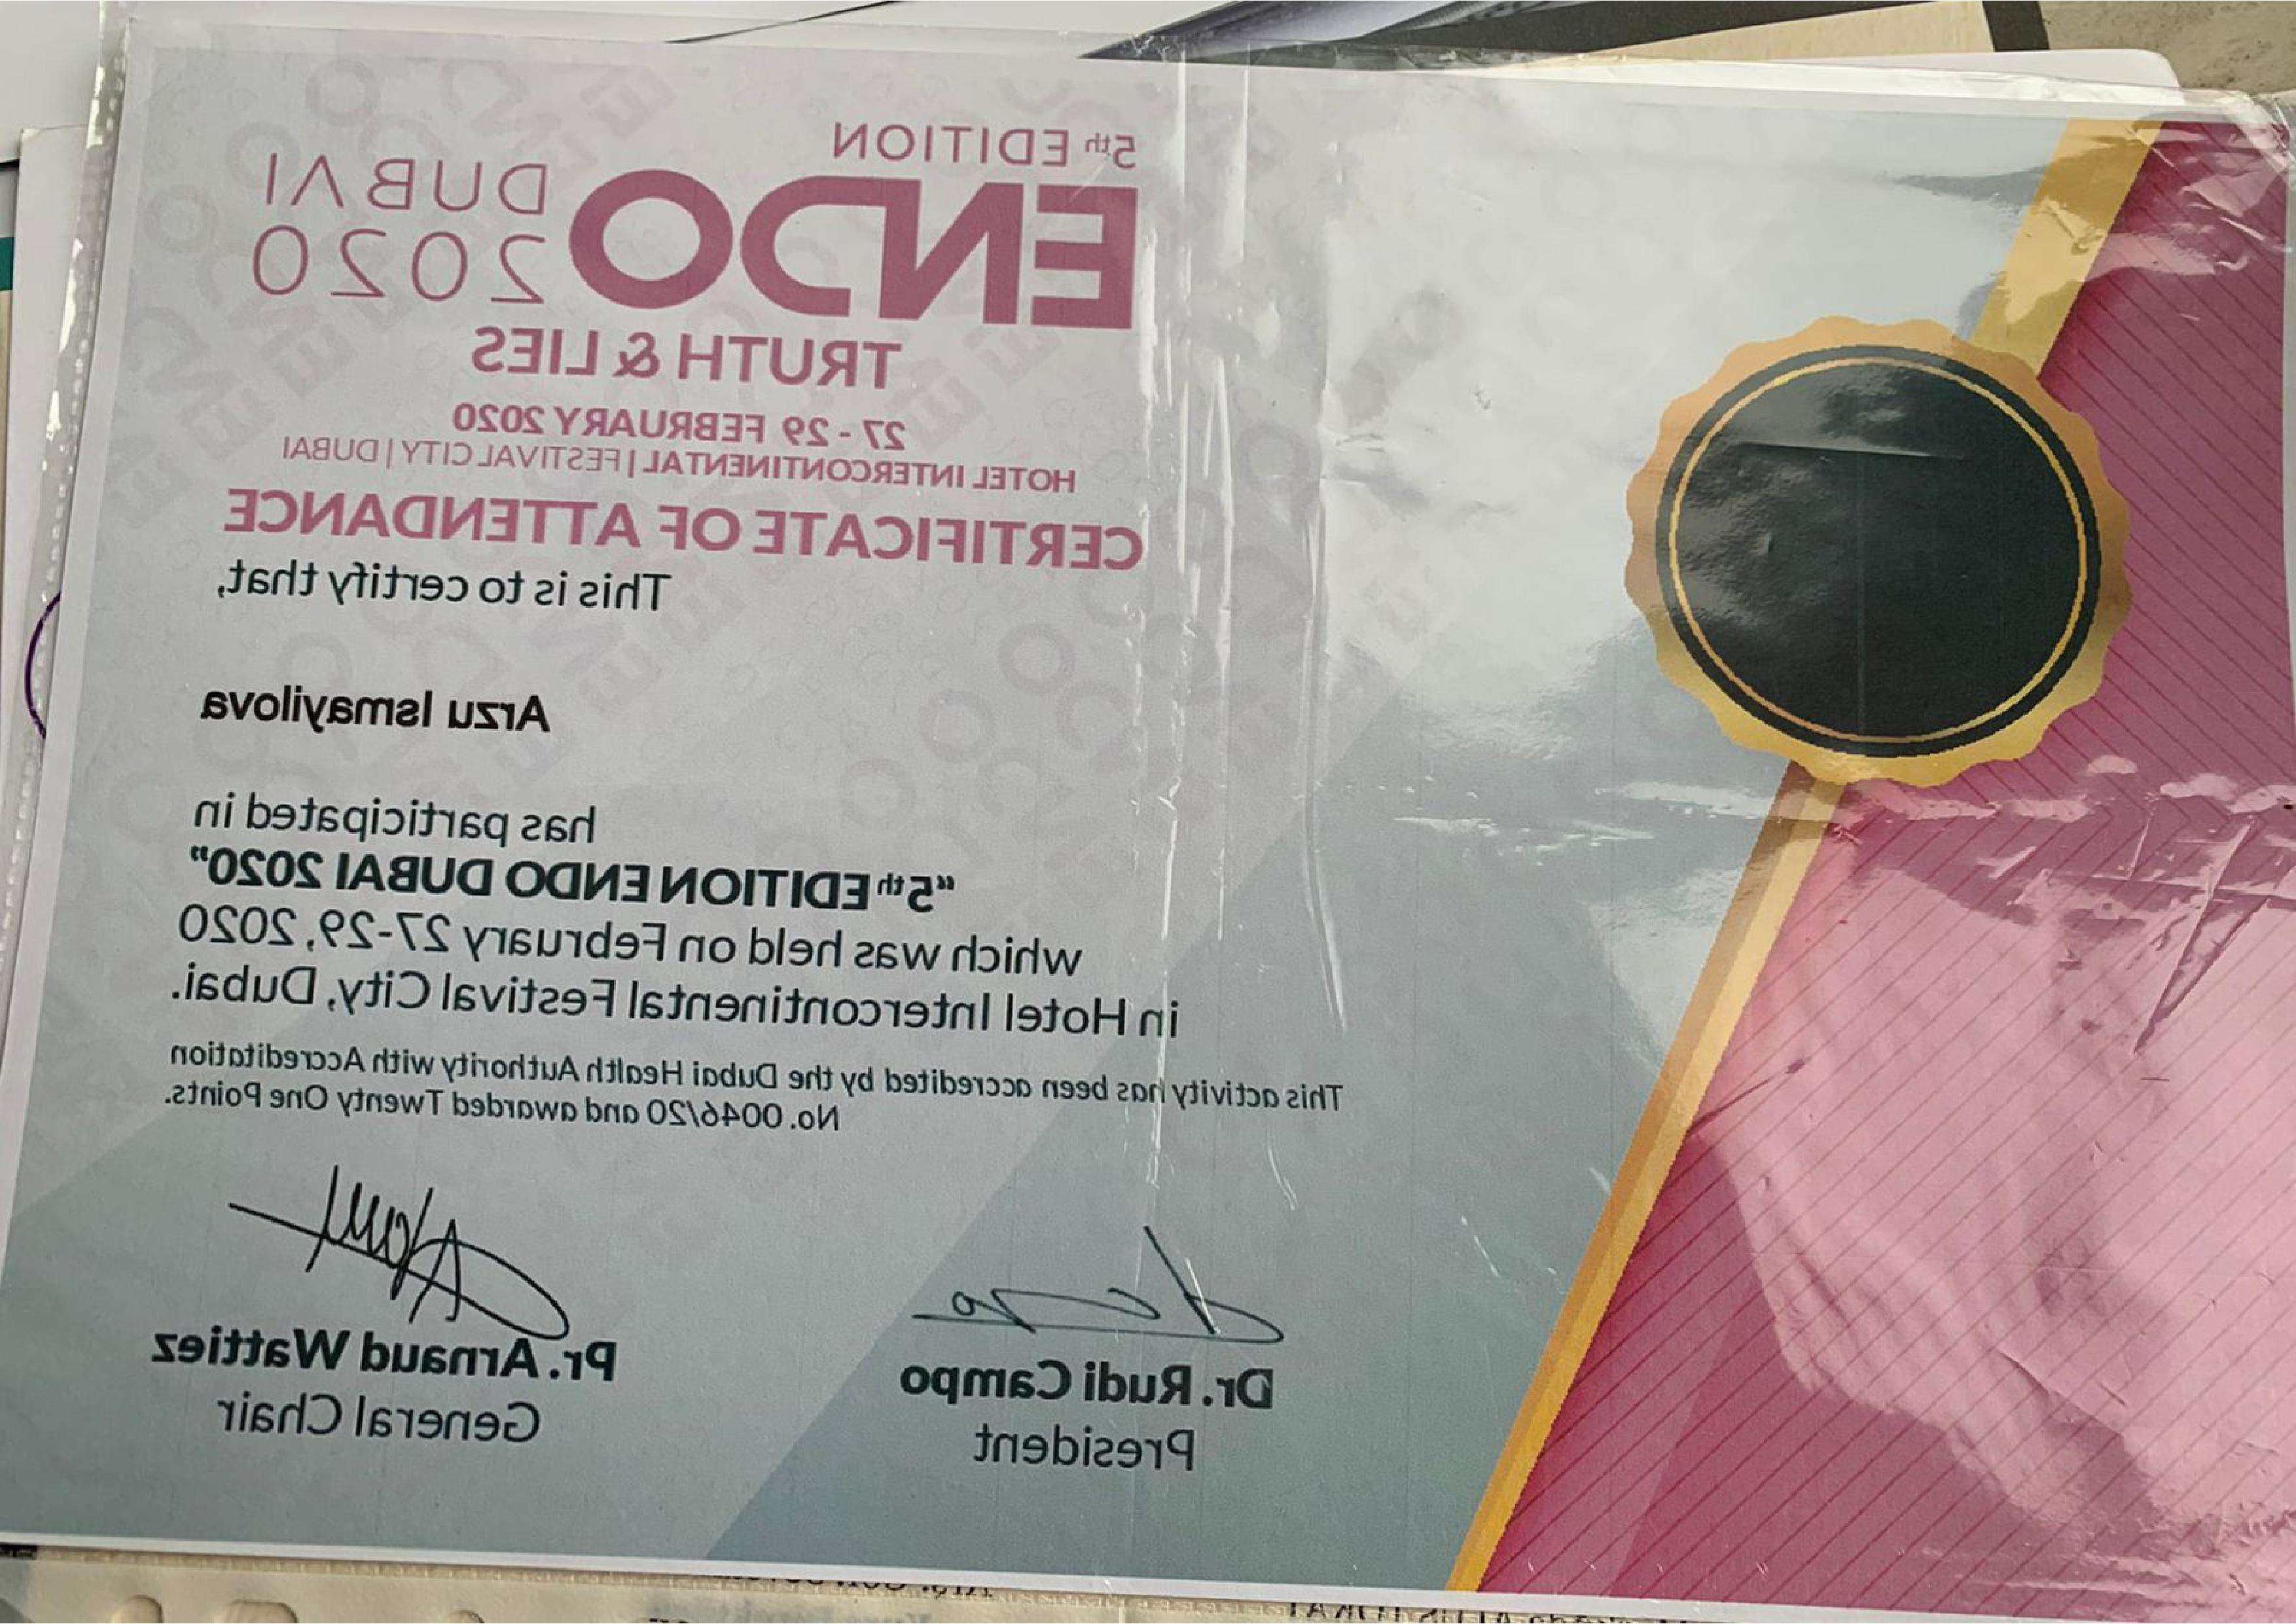 5th EDITION
ENDO DUBAI 2020
TRUTH & LIES
27 - 29 FEBRUARY 2020
HOTEL INTERCONTINENTAL | FESTIVAL CITY | DUBAI
CERTIFICATE OF ATTENDANCE
This is to certify that,
Arzu Ismayilova
has participated in
“5th EDITION ENDO DUBAI 2020”
which was held on February 27-29, 2020
in Hotel Intercontinental Festival City, Dubai.
This activity has been accredited by the Dubai Health Authority with Accreditation
No. 0046/20 and awarded Twenty One Points.
Dr. Rudi Campo
President
Pr. Arnaud Wattiez
General Chair